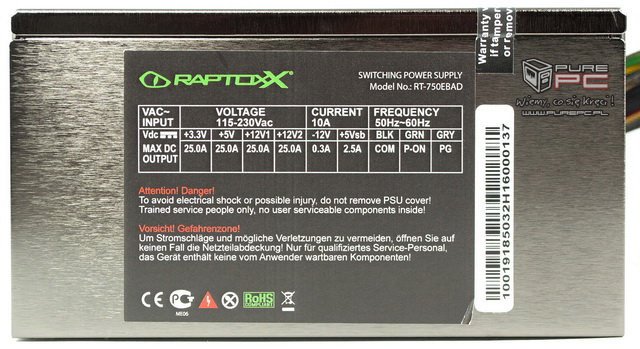 Warranty V
if tamper
or remov
PURE
PC
Wiemy, co się kręci!
WWW.PUREPC.PL
RAPTOXX
SWITCHING POWER SUPPLY
Model No.: RT-750EBAD
VAC~ INPUT VOLTAGE 115-230Vac CURRENT 10A FREQUENCY 50Hz~60Hz
Vdc +3.3V +5V +12V1 +12V2 -12V +5Vsb BLK GRN GRY
MAX DC OUTPUT 25.0A 25.0A 25.0A 25.0A 0.3A 2.5A COM P-ON PG
Attention! Danger!
To avoid electrical shock or possible injury, do not remove PSU cover!
Trained service people only, no user serviceable components inside!
Vorsicht! Gefahrenzone!
Um Stromschläge und mögliche Verletzungen zu vermeiden, öffnen Sie auf
keinen Fall die Netzteilabdeckung! Nur für qualifiziertes Service-Personal,
das Gerät enthält keine vom Anwender wartbaren Komponenten!
CE
ME06
RoHS
COMPLIANT
10019185032H16000137